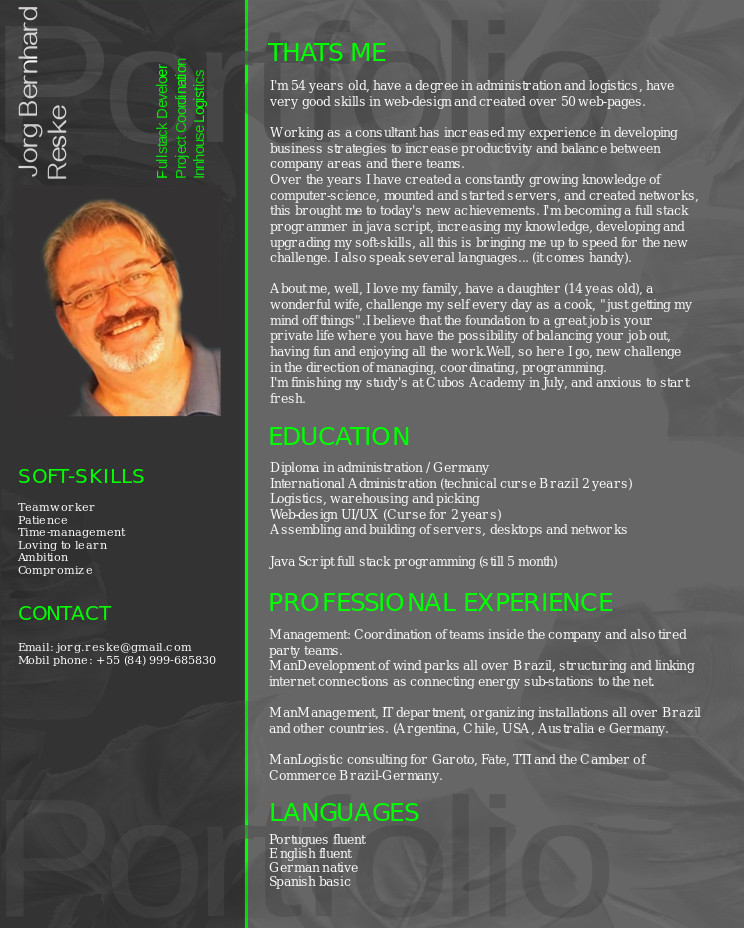 Portfolio
Jorg Bernhard
Reske
Fullstack Develoer
Project Coordination
Innhouse Logistics
SOFT-SKILLS
Teamworker
Patience
Time-management
Loving to learn
Ambition
Compromize
CONTACT
Email: jorg.reske@gmail.com
Mobil phone: +55 (84) 999-685830
THATS ME
I'm 54 years old, have a degree in administration and logistics, have
very good skills in web-design and created over 50 web-pages.
Working as a consultant has increased my experience in developing
business strategies to increase productivity and balance between
company areas and there teams.
Over the years I have created a constantly growing knowledge of
computer-science, mounted and started servers, and created networks,
this brought me to today's new achievements. I'm becoming a full stack
programmer in java script, increasing my knowledge, developing and
upgrading my soft-skills, all this is bringing me up to speed for the new
challenge. I also speak several languages... (it comes handy).
About me, well, I love my family, have a daughter (14 yeas old), a
wonderful wife, challenge my self every day as a cook, "just getting my
mind off things".I believe that the foundation to a great job is your
private life where you have the possibility of balancing your job out,
having fun and enjoying all the work.Well, so here I go, new challenge
in the direction of managing, coordinating, programming.
I'm finishing my study's at Cubos Academy in July, and anxious to start
fresh.
EDUCATION
Diploma in administration / Germany
International Administration (technical curse Brazil 2 years)
Logistics, warehousing and picking
Web-design UI/UX (Curse for 2 years)
Assembling and building of servers, desktops and networks
Java Script full stack programming (still 5 month)
PROFESSIONAL EXPERIENCE
Management: Coordination of teams inside the company and also tired
party teams.
ManDevelopment of wind parks all over Brazil, structuring and linking
internet connections as connecting energy sub-stations to the net.
ManManagement, IT department, organizing installations all over Brazil
and other countries. (Argentina, Chile, USA, Australia e Germany.
ManLogistic consulting for Garoto, Fate, TTI and the Camber of
Commerce Brazil-Germany.
LANGUAGES
Portugues fluent
English fluent
German native
Spanish basic
Portfolio